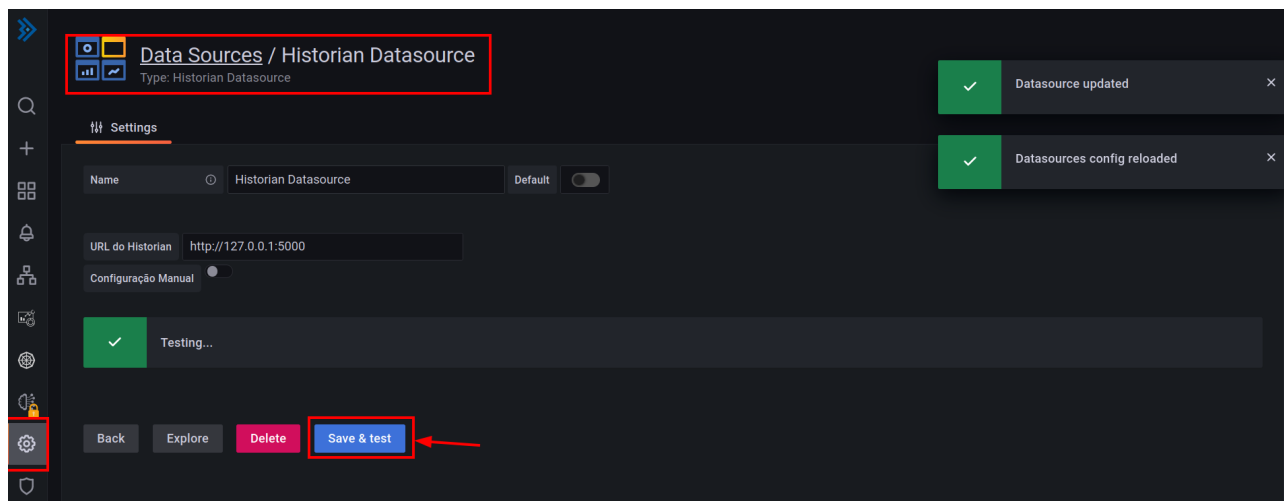 Data Sources / Historian Datasource
Type: Historian Datasource
Datasource updated
Datasources config reloaded
Settings
Name
Historian Datasource
Default
URL do Historian
http://127.0.0.1:5000
Configuração Manual
Testing...
Back
Explore
Delete
Save & test